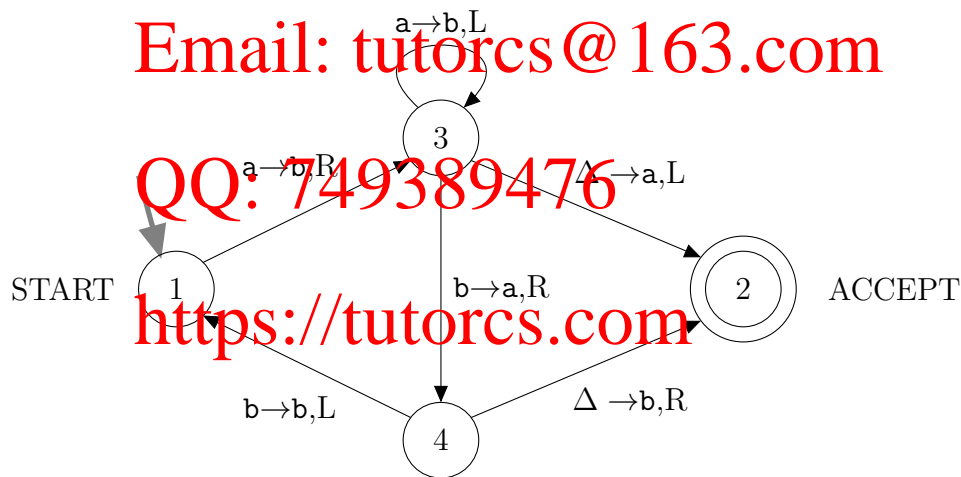 a→b,L
Email: tutorcs@163.com
3
a→b,R
QQ: 749389476
Δ →a,L
START
1
b→a,R
2
ACCEPT
https://tutorcs.com
b→b,L
Δ →b,R
4